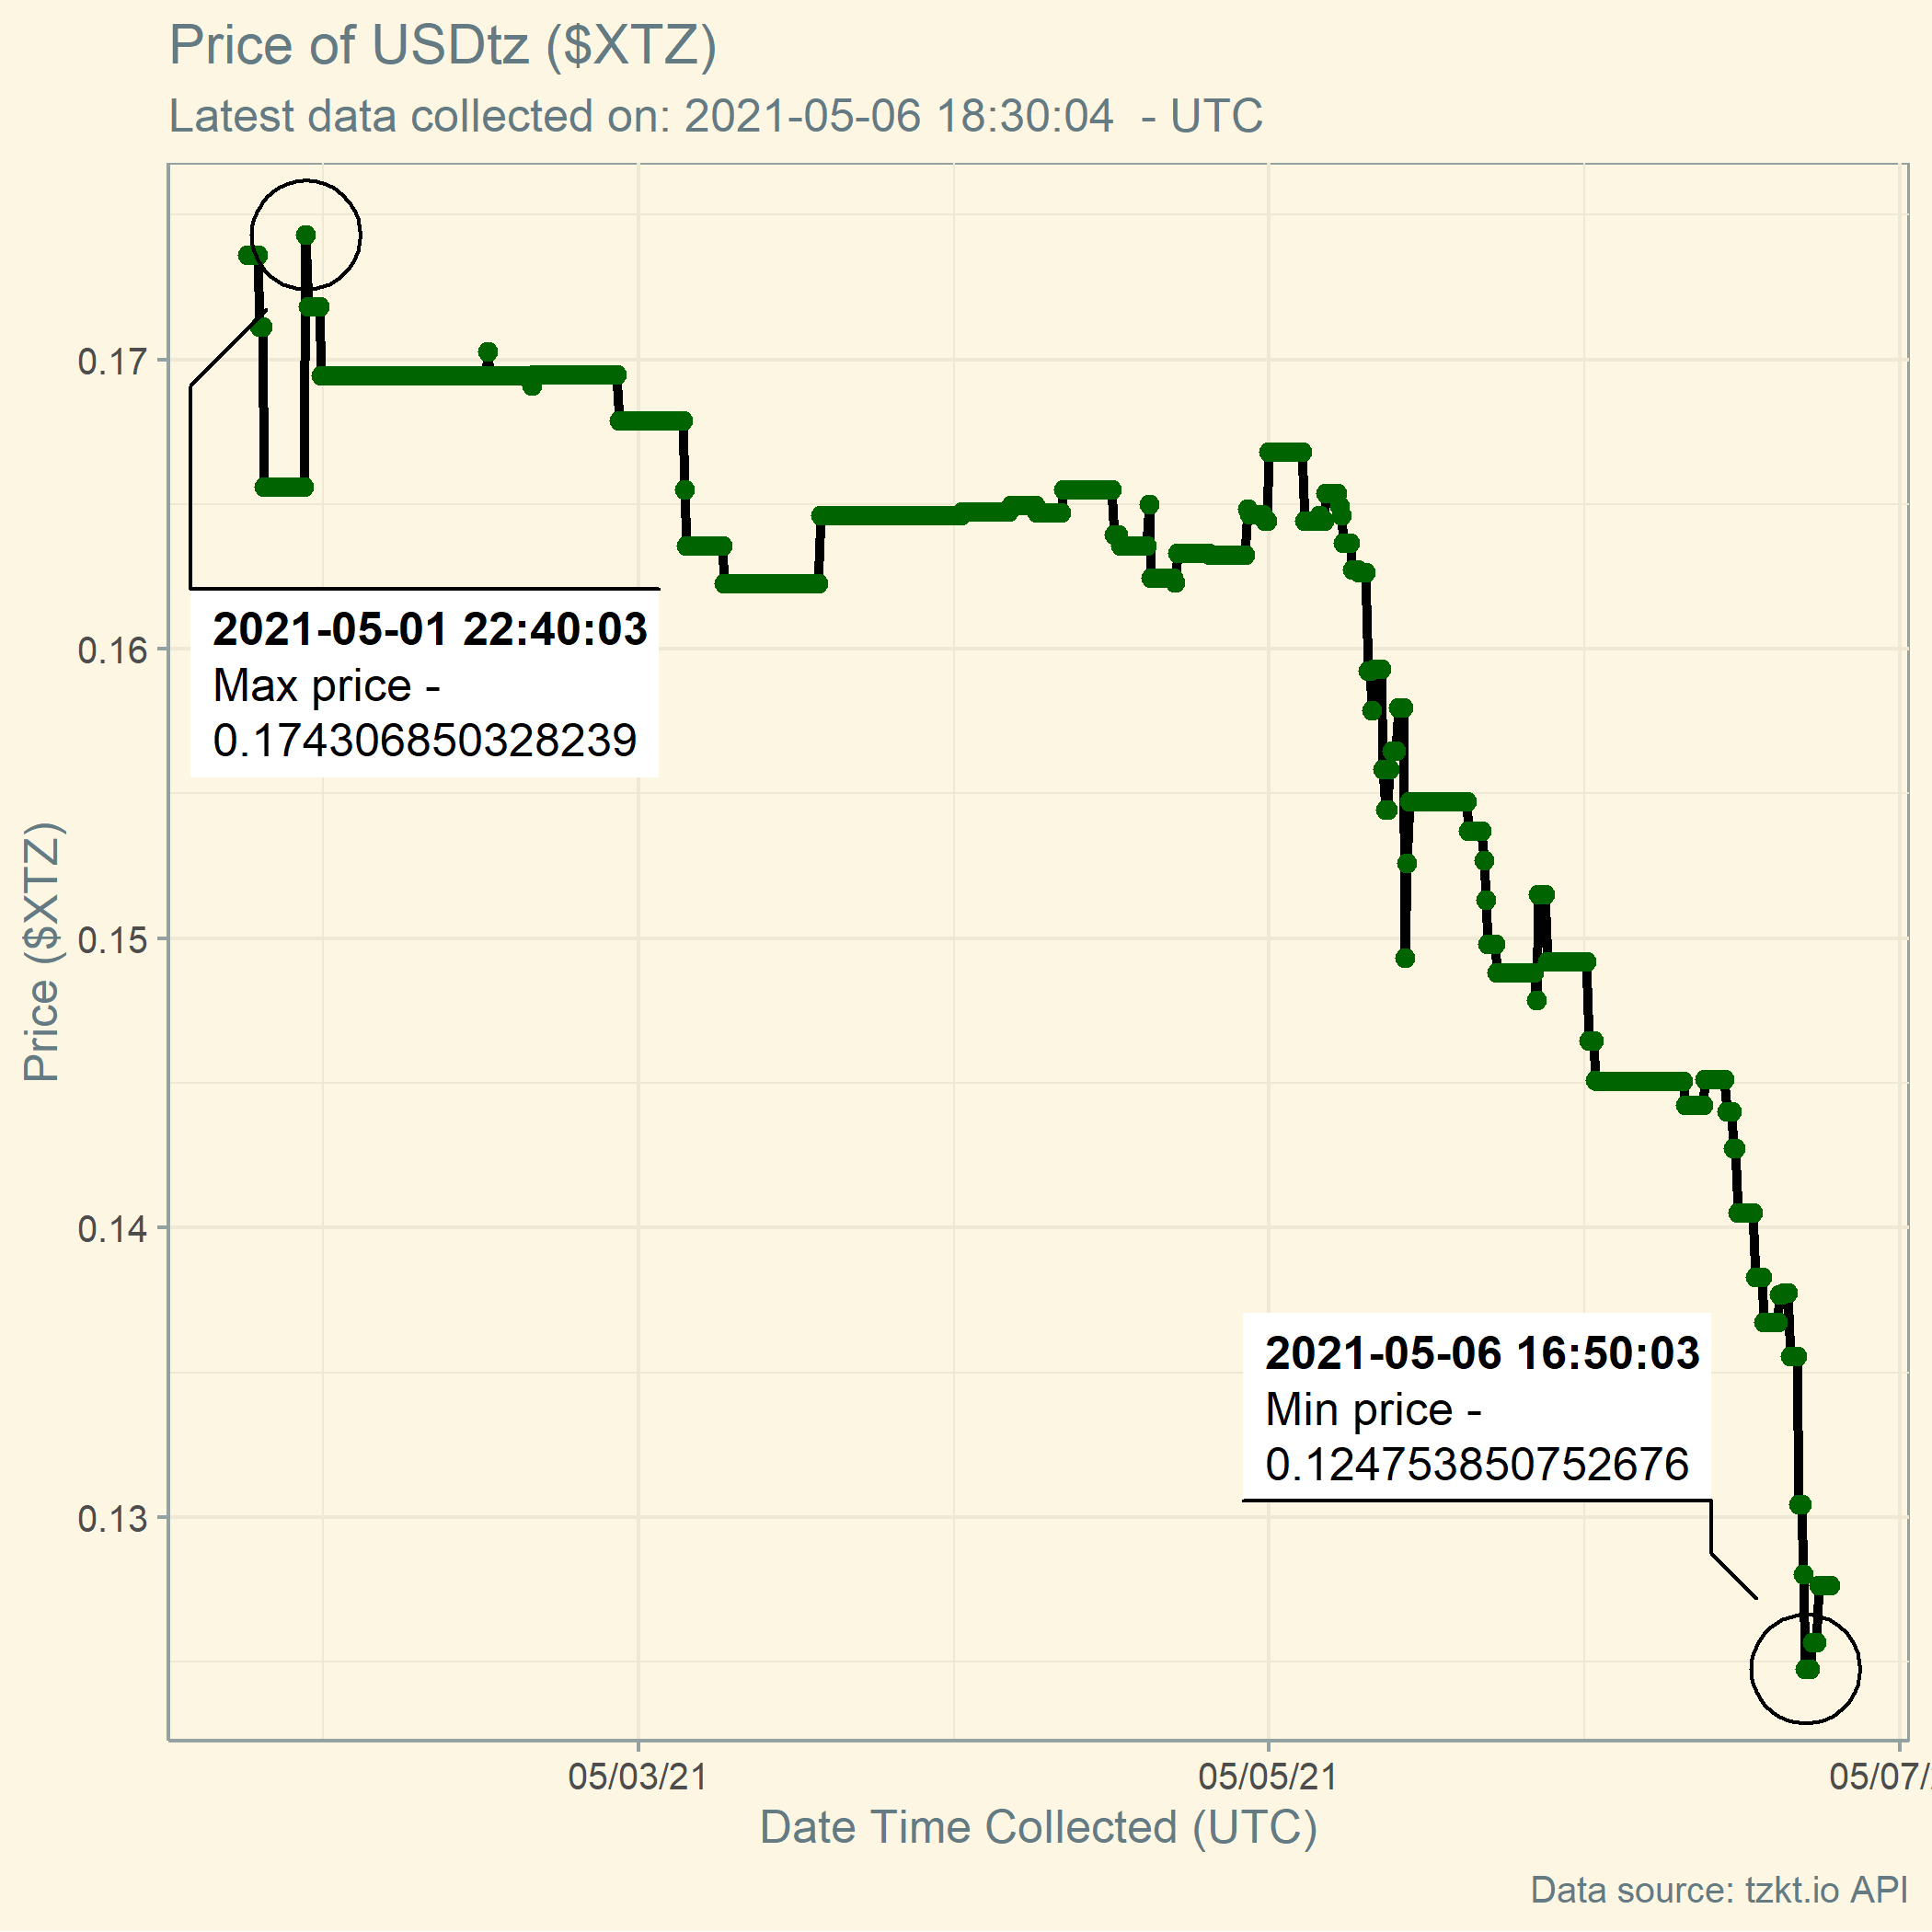 Price of USDtz ($XTZ)
Latest data collected on: 2021-05-06 18:30:04  - UTC
0.17
0.16
0.15
0.14
0.13
Price ($XTZ)
2021-05-01 22:40:03
Max price -
0.174306850328239
2021-05-06 16:50:03
Min price -
0.124753850752676
05/03/21
05/05/21
05/07/
Date Time Collected (UTC)
Data source: tzkt.io API